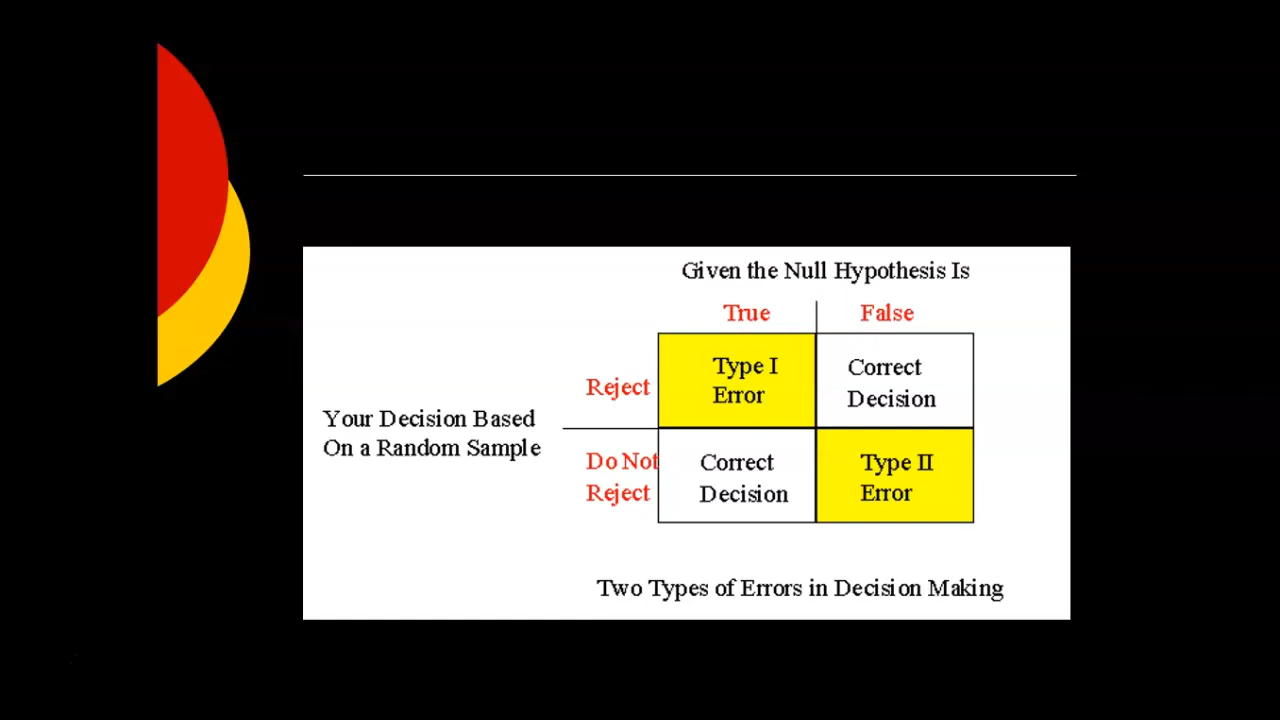 Given the Null Hypothesis Is
True False
Type I Correct
Reject Error Decision
Your Decision Based
On a Random Sample
Do Not Correct Type II
Reject Decision Error
Two Types of Errors in Decision Making